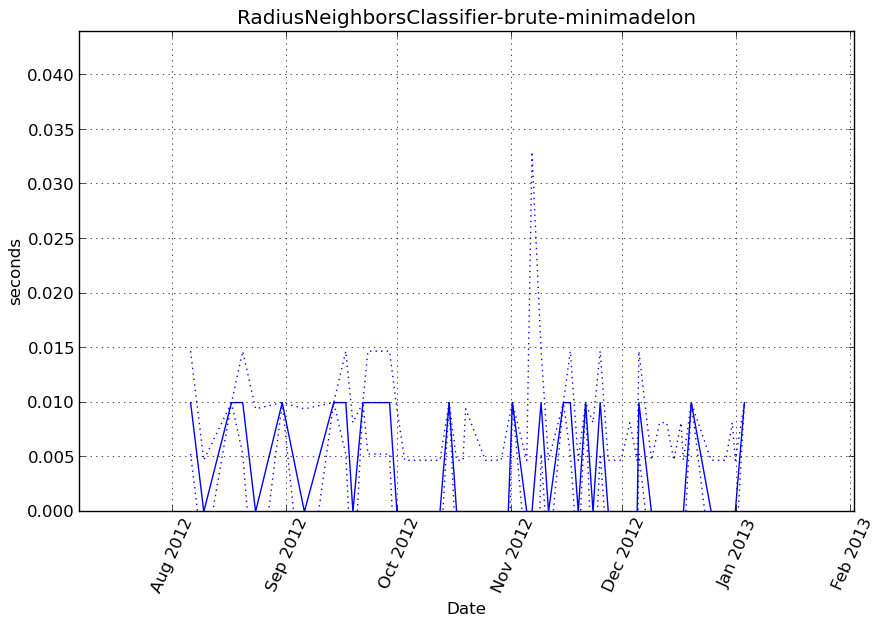 RadiusNeighborsClassifier-brute-minimadelon
0.040
0.035
0.030
0.025
0.020
0.015
0.010
0.005
0.000
seconds
Aug 2012
Sep 2012
Oct 2012
Nov 2012
Dec 2012
Jan 2013
Feb 2013
Date